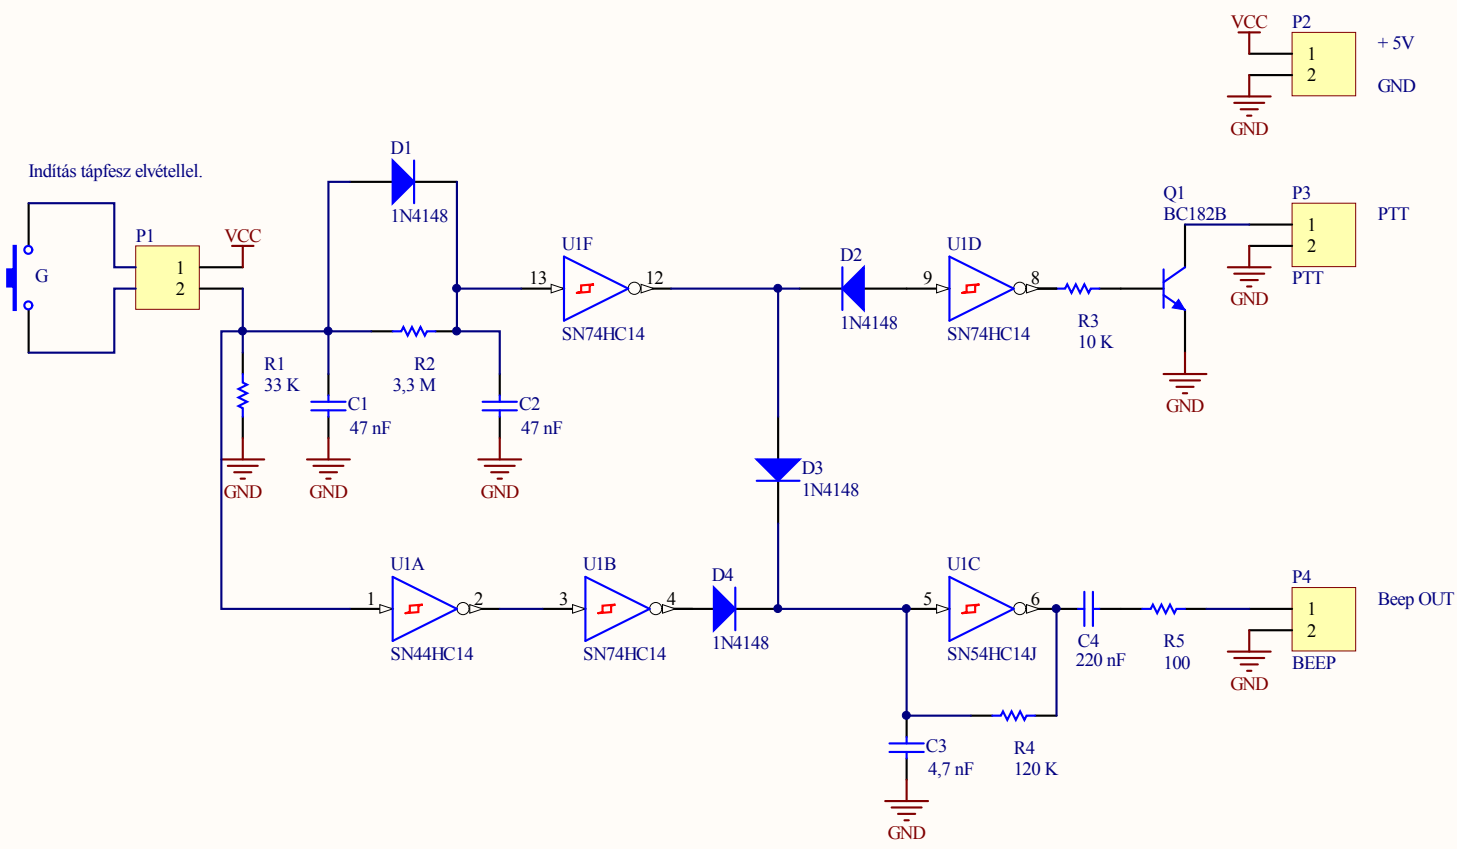 VCC
P2
1
2
+ 5V
GND
GND
Indítás tápfesz elvétellel.
G
P1
1
2
VCC
D1
1N4148
U1F
13
12
SN74HC14
D2
1N4148
U1D
9
8
SN74HC14
R3
10 K
Q1
BC182B
GND
P3
1
2
PTT
PTT
GND
R1
33 K
GND
C1
47 nF
GND
R2
3,3 M
C2
47 nF
GND
D3
1N4148
U1A
1
2
SN44HC14
U1B
3
4
SN74HC14
D4
1N4148
U1C
5
6
SN54HC14J
C4
220 nF
R5
100
P4
1
2
BEEP
Beep OUT
GND
C3
4,7 nF
GND
R4
120 K